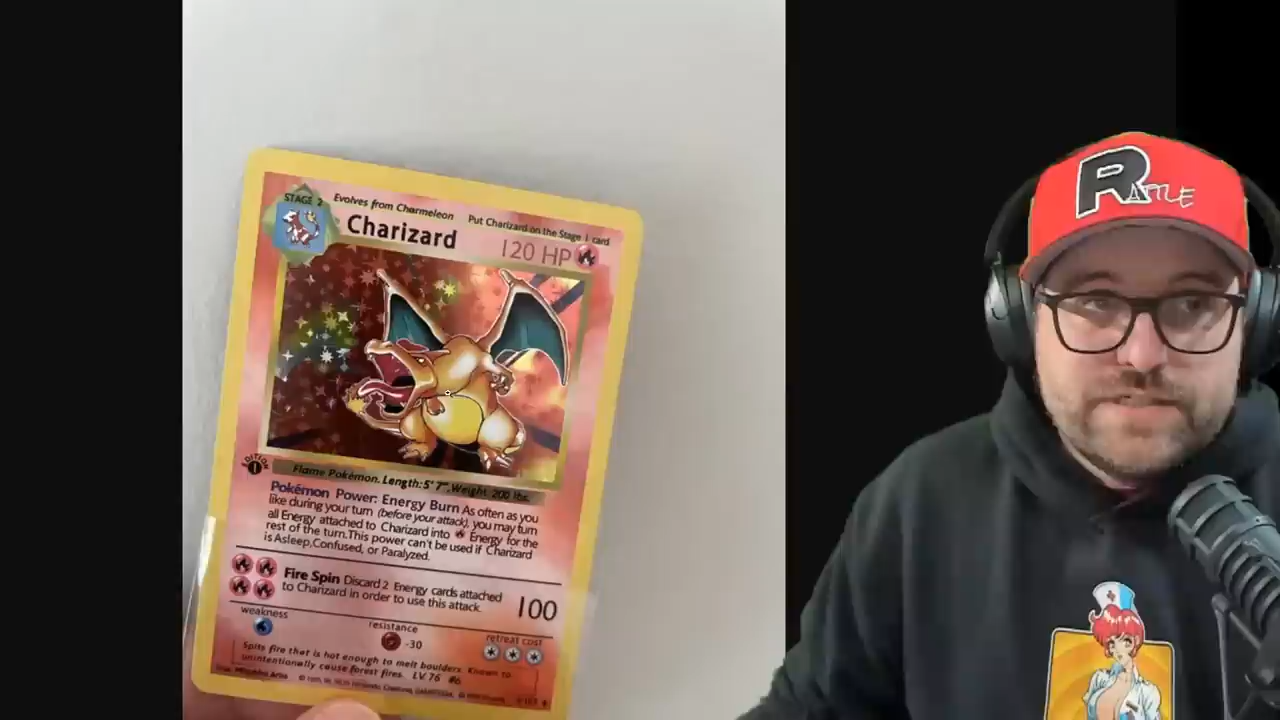 STAGE 2
Evolves from Charmeleon
Put Charizard on the Stage 1 card
Charizard
120 HP
EDITION
1
Flame Pokémon. Length: 5' 7", Weight: 200 lbs.
Pokémon Power: Energy Burn As often as you
like during your turn (before your attack), you may turn
all Energy attached to Charizard into Energy for the
rest of the turn. This power can't be used if Charizard
is Asleep, Confused, or Paralyzed.
Fire Spin Discard 2 Energy cards attached
to Charizard in order to use this attack.
100
weakness
resistance
-30
retreat cost
Spits fire that is hot enough to melt boulders. Known to
unintentionally cause forest fires. LV. 76 #6
RATTLE